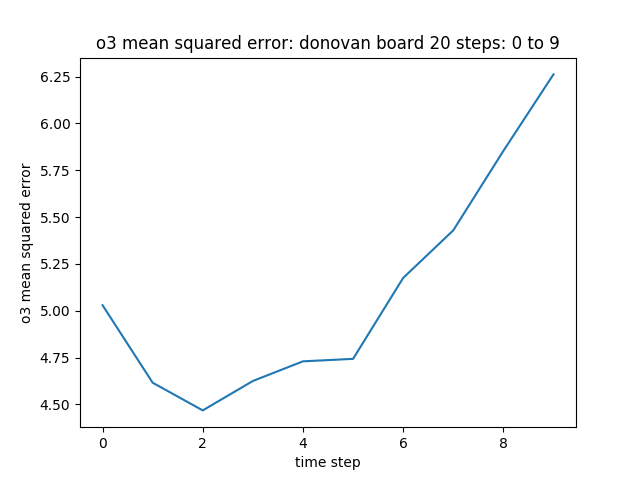 o3 mean squared error: donovan board 20 steps: 0 to 9
o3 mean squared error
6.25
6.00
5.75
5.50
5.25
5.00
4.75
4.50
0 2 4 6 8
time step